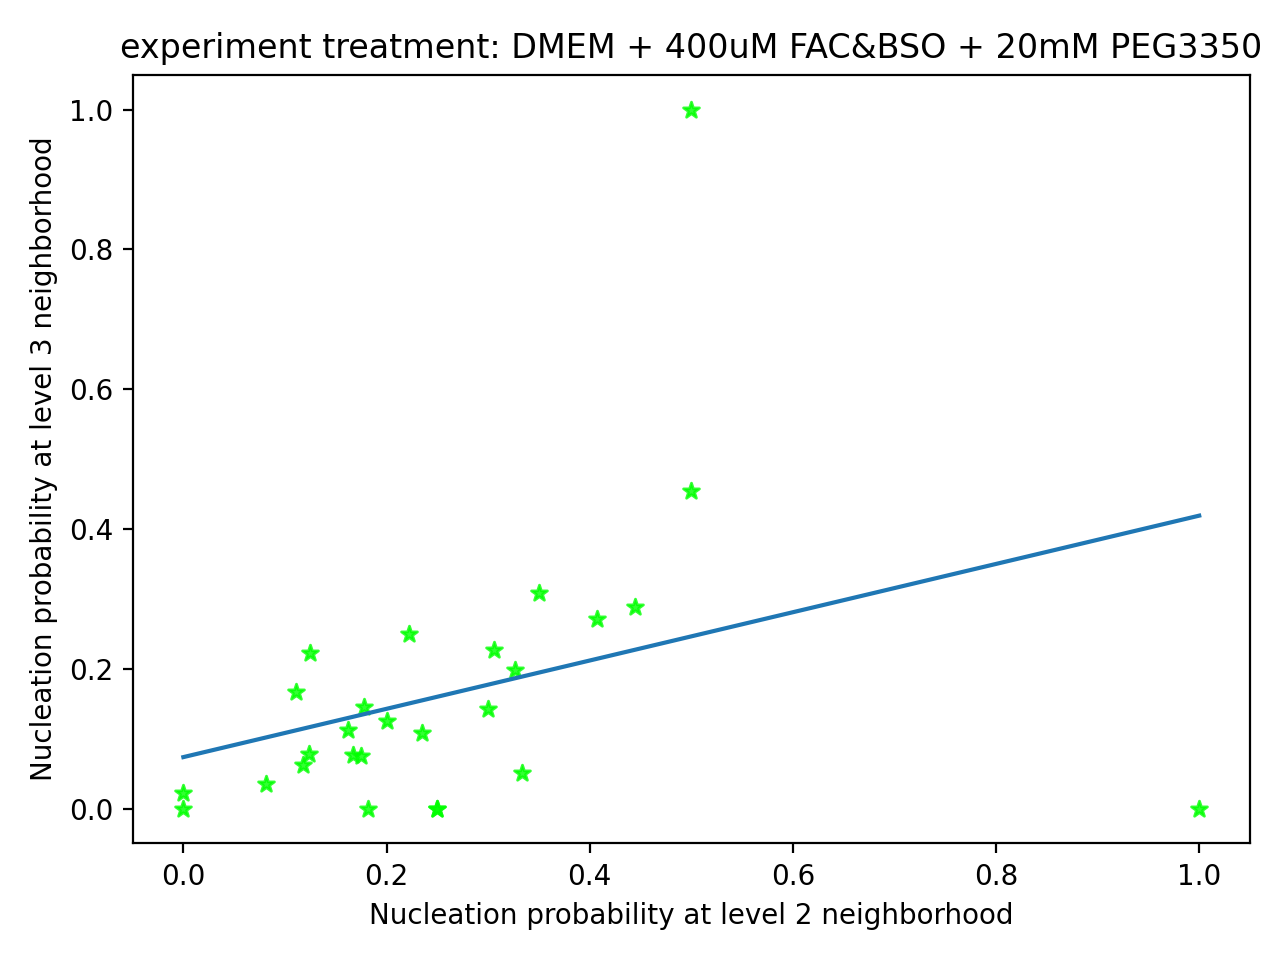 experiment treatment: DMEM + 400uM FAC&BSO + 20mM PEG3350
1.0
0.8
0.6
0.4
0.2
0.0
Nucleation probability at level 3 neighborhood
0.0 0.2 0.4 0.6 0.8 1.0
Nucleation probability at level 2 neighborhood